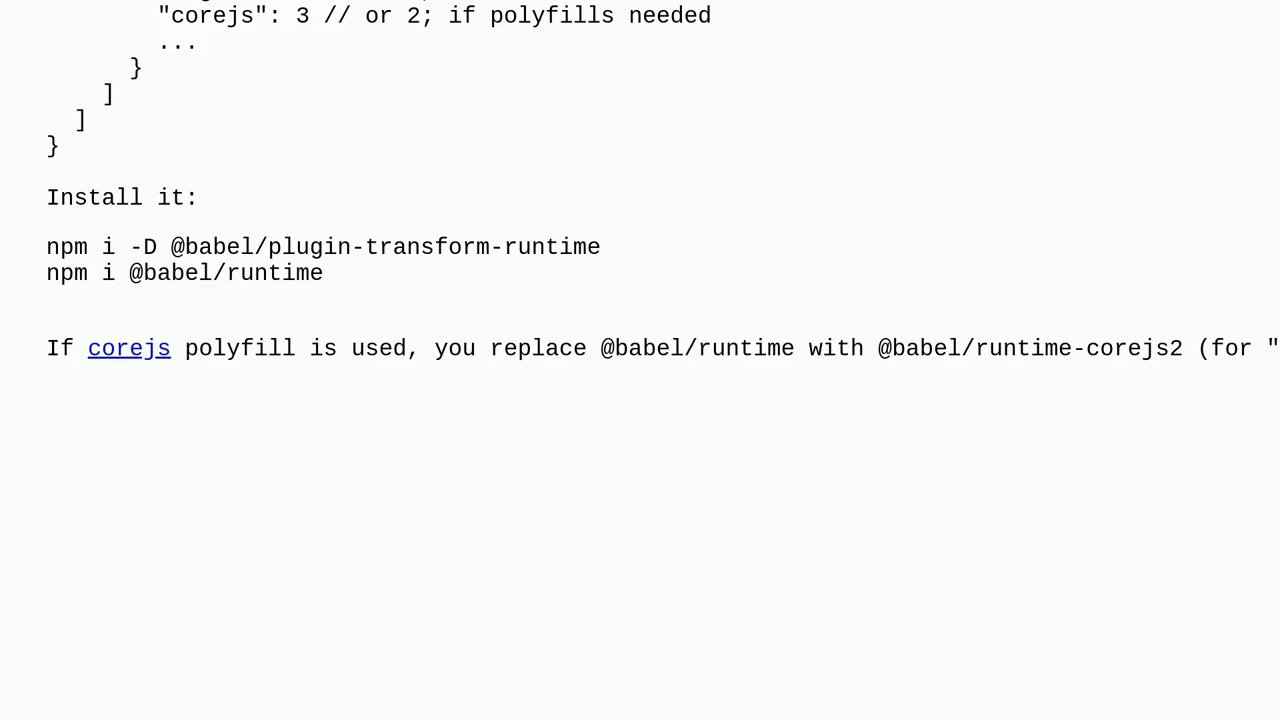 "corejs": 3 // or 2; if polyfills needed
...
}
]
]
}
Install it:
npm i -D @babel/plugin-transform-runtime
npm i @babel/runtime
If corejs polyfill is used, you replace @babel/runtime with @babel/runtime-corejs2 (for "